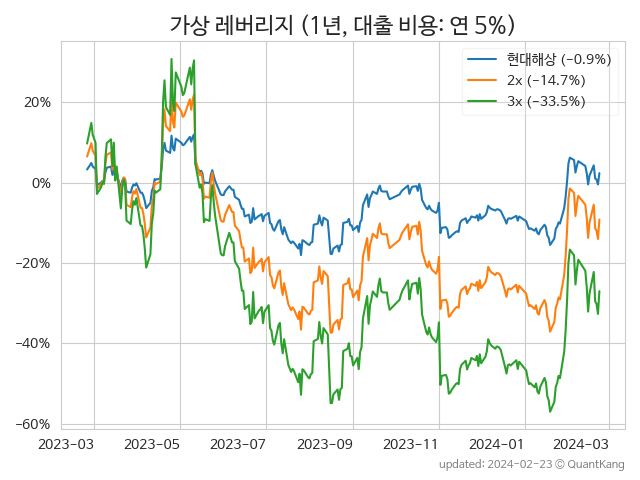 가상 레버리지 (1년, 대출 비용: 연 5%)
현대해상 (−0.9%)
2x (−14.7%)
3x (−33.5%)
20%
0%
−20%
−40%
−60%
2023-03 2023-05 2023-07 2023-09 2023-11 2024-01 2024-03
updated: 2024-02-23 © QuantKang